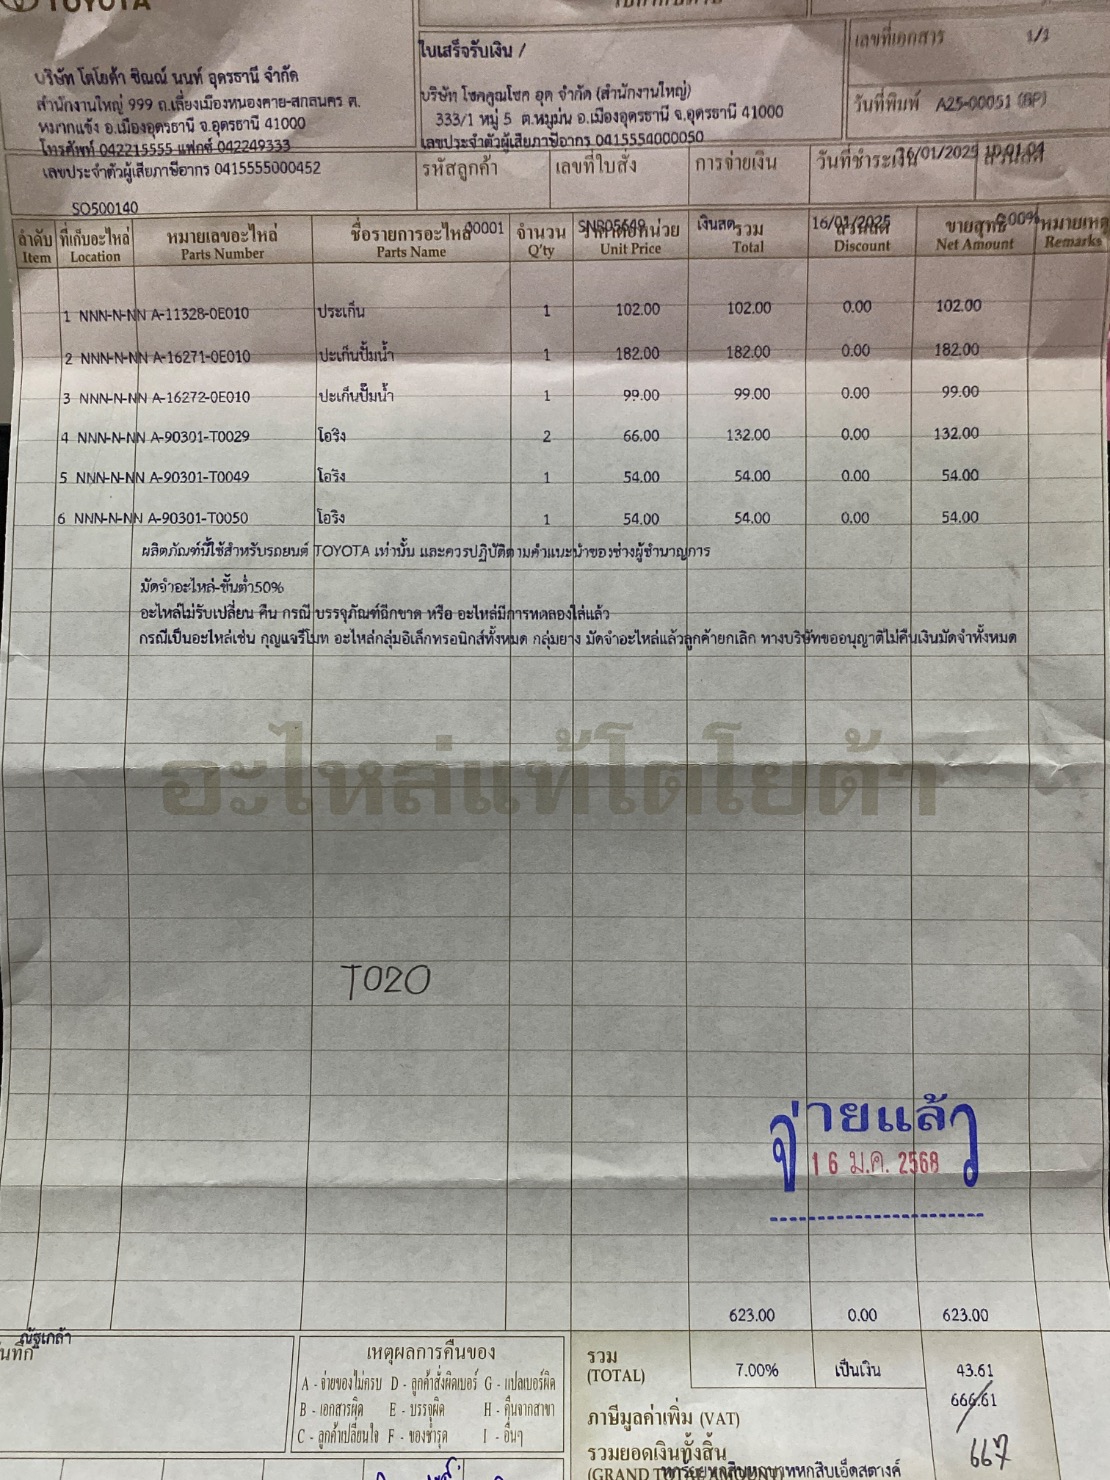 TOYOTA
บริษัท โตโยต้า ชิณณ์ นนท์ อุดรธานี จำกัด
สำนักงานใหญ่ 999 ถ.เลี่ยงเมืองหนองคาย-สกลนคร ต.
หมากแข้ง อ.เมืองอุดรธานี จ.อุดรธานี 41000
โทรศัพท์ 042215555 แฟกซ์ 042249333
เลขประจำตัวผู้เสียภาษีอากร 0415555000452
ใบเสร็จรับเงิน /
บริษัท โชคคูณโชค อุด จำกัด (สำนักงานใหญ่)
333/1 หมู่ 5 ต.หมูม่น อ.เมืองอุดรธานี จ.อุดรธานี 41000
เลขประจำตัวผู้เสียภาษีอากร 0415554000050
เลขที่เอกสาร 1/1
วันที่พิมพ์ A25-00051 (BP)
รหัสลูกค้า เลขที่ใบสั่ง การจ่ายเงิน วันที่ชำระเงิน 16/01/2025 10.01.04 ส่วนลด
SO500140 00001 SNS05649 เงินสด 16/01/2025 0.00%
ลำดับ ที่เก็บอะไหล่ หมายเลขอะไหล่ ชื่อรายการอะไหล่ จำนวน ราคาต่อหน่วย รวม ส่วนลด ขายสุทธิ หมายเหตุ
Item Location Parts Number Parts Name Q'ty Unit Price Total Discount Net Amount Remarks
1 NNN-N-NN A-11328-0E010 ประเก็น 1 102.00 102.00 0.00 102.00
2 NNN-N-NN A-16271-0E010 ปะเก็นปั้มน้ำ 1 182.00 182.00 0.00 182.00
3 NNN-N-NN A-16272-0E010 ปะเก็นปั๊มน้ำ 1 99.00 99.00 0.00 99.00
4 NNN-N-NN A-90301-T0029 โอริง 2 66.00 132.00 0.00 132.00
5 NNN-N-NN A-90301-T0049 โอริง 1 54.00 54.00 0.00 54.00
6 NNN-N-NN A-90301-T0050 โอริง 1 54.00 54.00 0.00 54.00
ผลิตภัณฑ์นี้ใช้สำหรับรถยนต์ TOYOTA เท่านั้น และควรปฏิบัติตามคำแนะนำของช่างผู้ชำนาญการ
มัดจำอะไหล่-ขั้นต่ำ50%
อะไหล่ไม่รับเปลี่ยน คืน กรณี บรรจุภัณฑ์ฉีกขาด หรือ อะไหล่มีการทดลองใส่แล้ว
กรณีเป็นอะไหล่เช่น กุญแจรีโมท อะไหล่กลุ่มอิเล็กทรอนิกส์ทั้งหมด กลุ่มยาง มัดจำอะไหล่แล้วลูกค้ายกเลิก ทางบริษัทขออนุญาติไม่คืนเงินมัดจำทั้งหมด
อะไหล่แท้โตโยต้า
TO20
จ่ายแล้ว
16 ม.ค. 2568
623.00 0.00 623.00
ณัฐเกล้า
เหตุผลการคืนของ
A - จ่ายของไม่ครบ D - ลูกค้าสั่งผิดเบอร์ G - แปลเบอร์ผิด
B - เอกสารผิด E - บรรจุผิด H - คืนจากสาขา
C - ลูกค้าเปลี่ยนใจ F - ของชำรุด I - อื่นๆ
รวม
(TOTAL) 7.00% เป็นเงิน 43.61
666.61
ภาษีมูลค่าเพิ่ม (VAT)
รวมยอดเงินทั้งสิ้น 667
หกร้อยหกสิบหกบาทหกสิบเอ็ดสตางค์